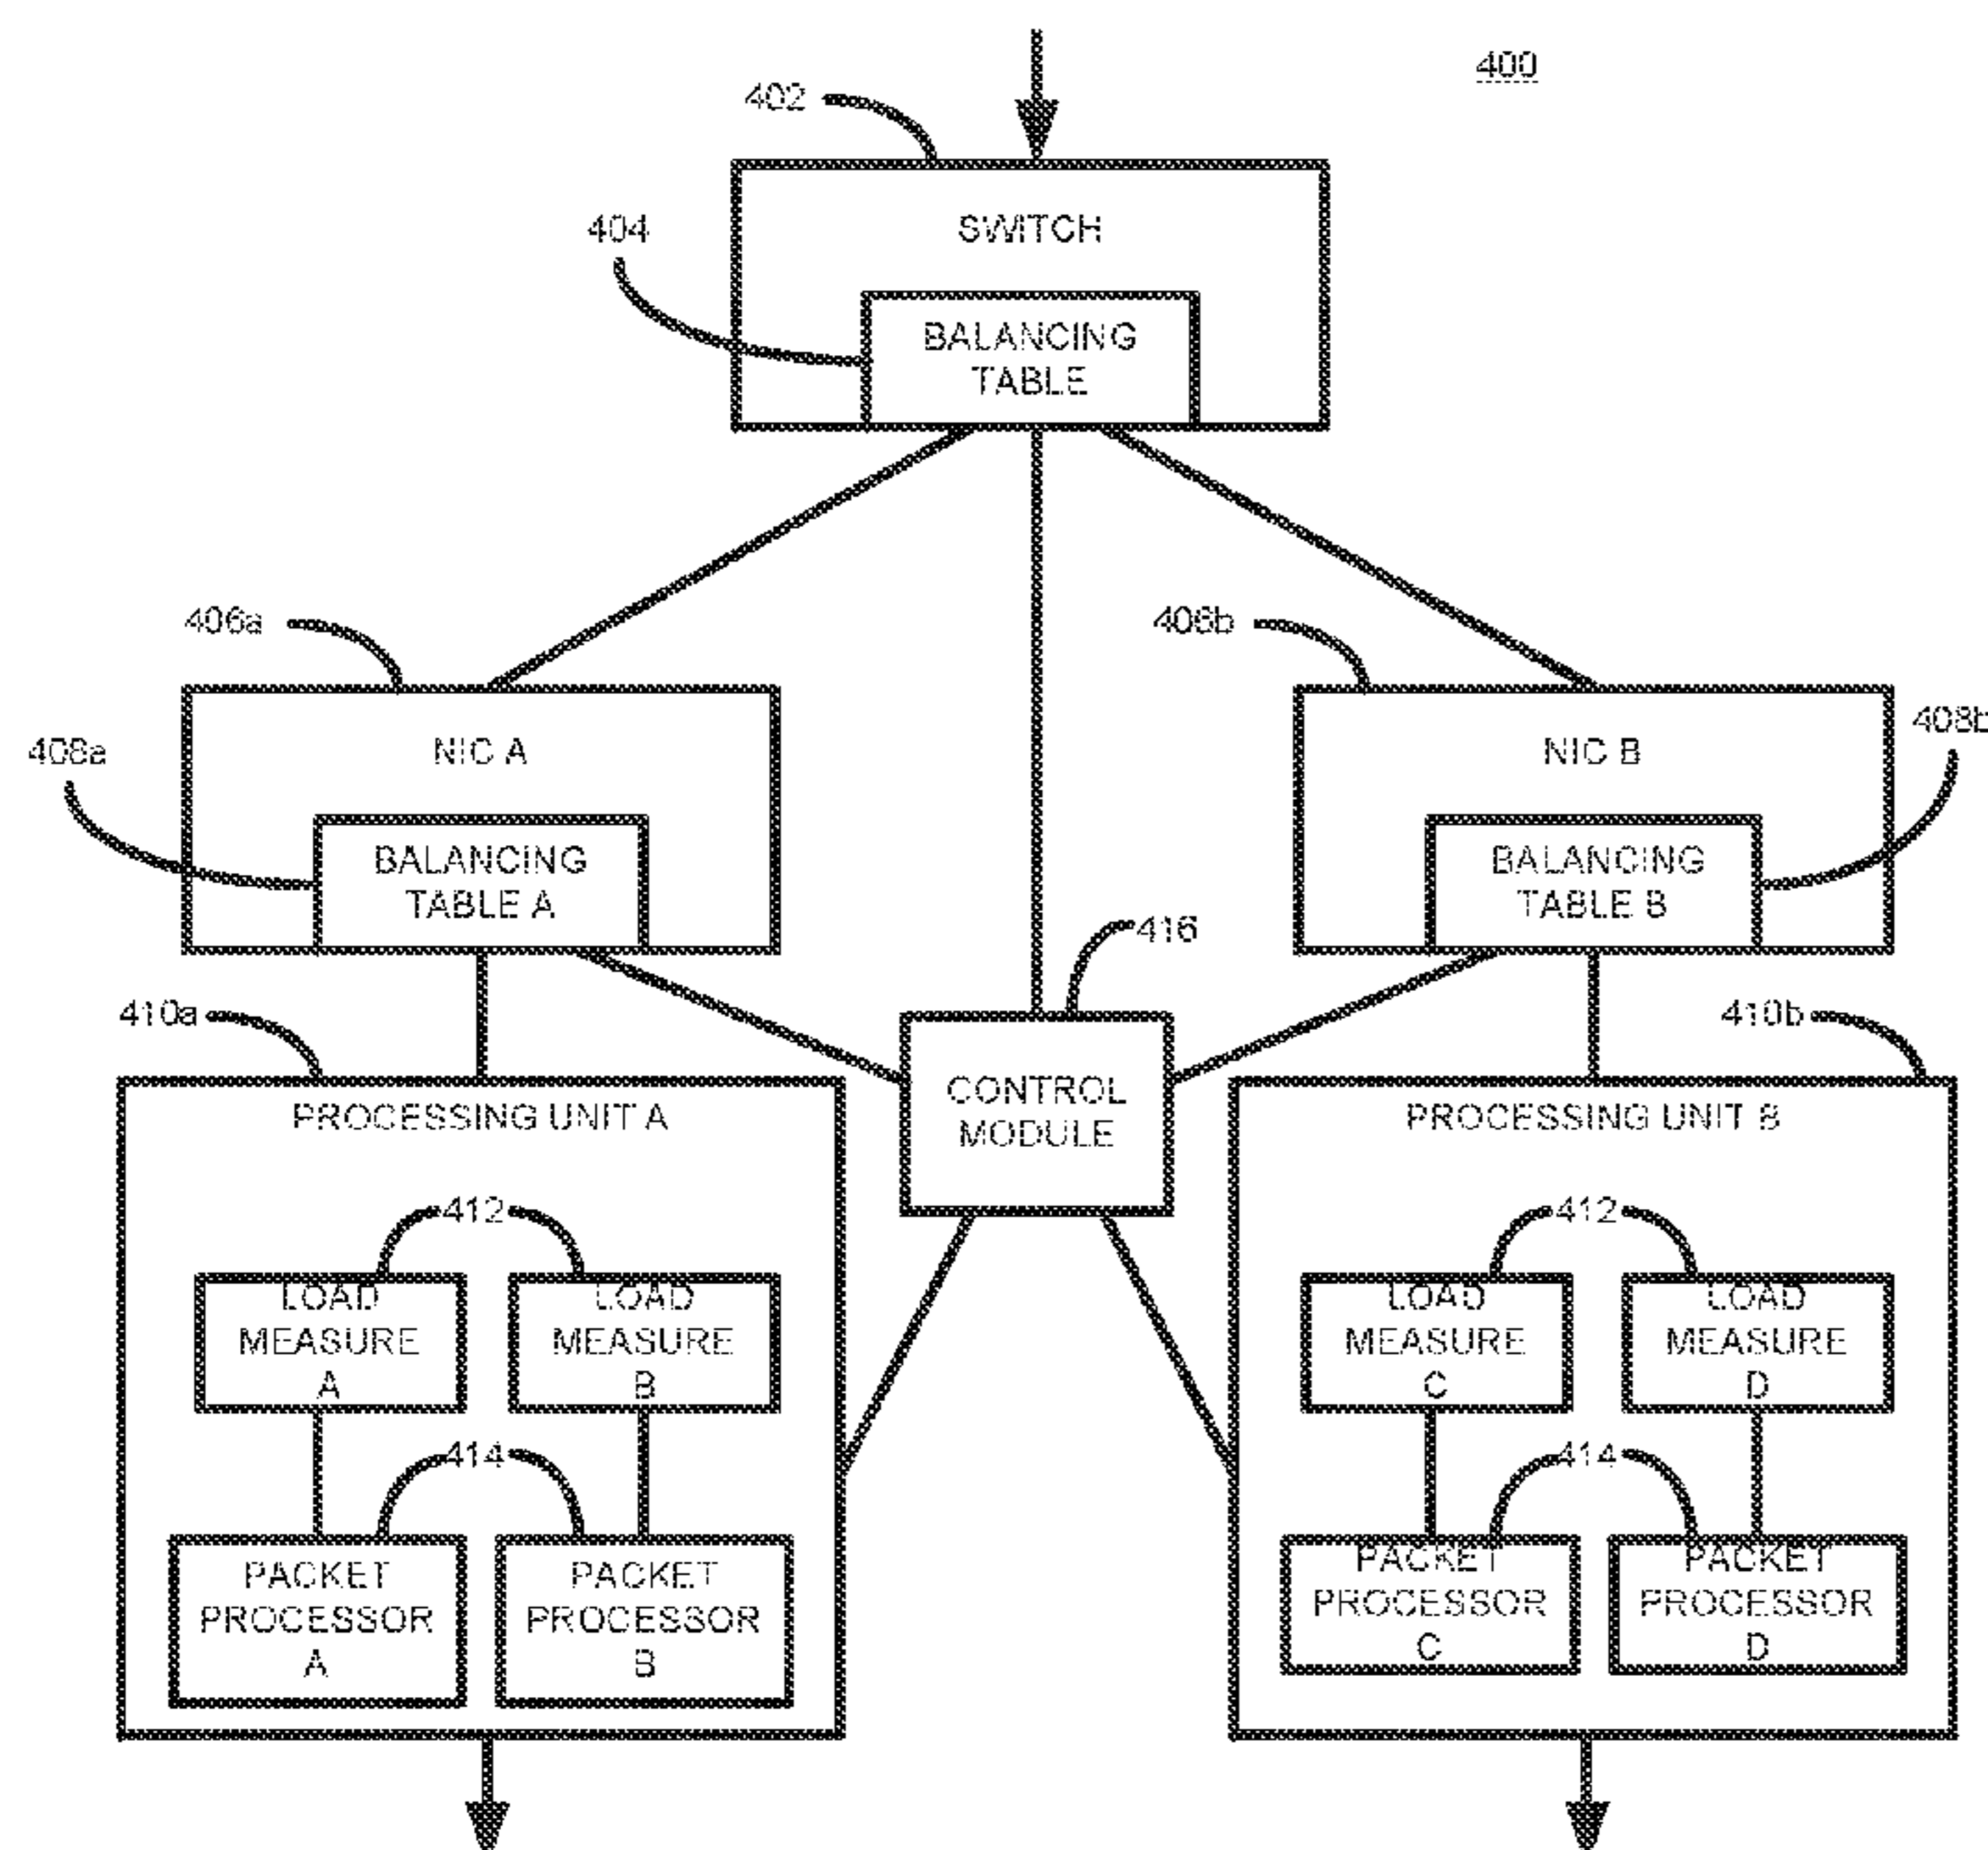 400
402
SWITCH
404
BALANCING
TABLE
406a
406b
NIC A
NIC B
408a
408b
BALANCING
TABLE A
BALANCING
TABLE B
416
410a
410b
CONTROL
MODULE
PROCESSING UNIT A
PROCESSING UNIT B
412
412
LOAD
MEASURE
A
LOAD
MEASURE
B
LOAD
MEASURE
C
LOAD
MEASURE
D
414
414
PACKET
PROCESSOR
A
PACKET
PROCESSOR
B
PACKET
PROCESSOR
C
PACKET
PROCESSOR
D